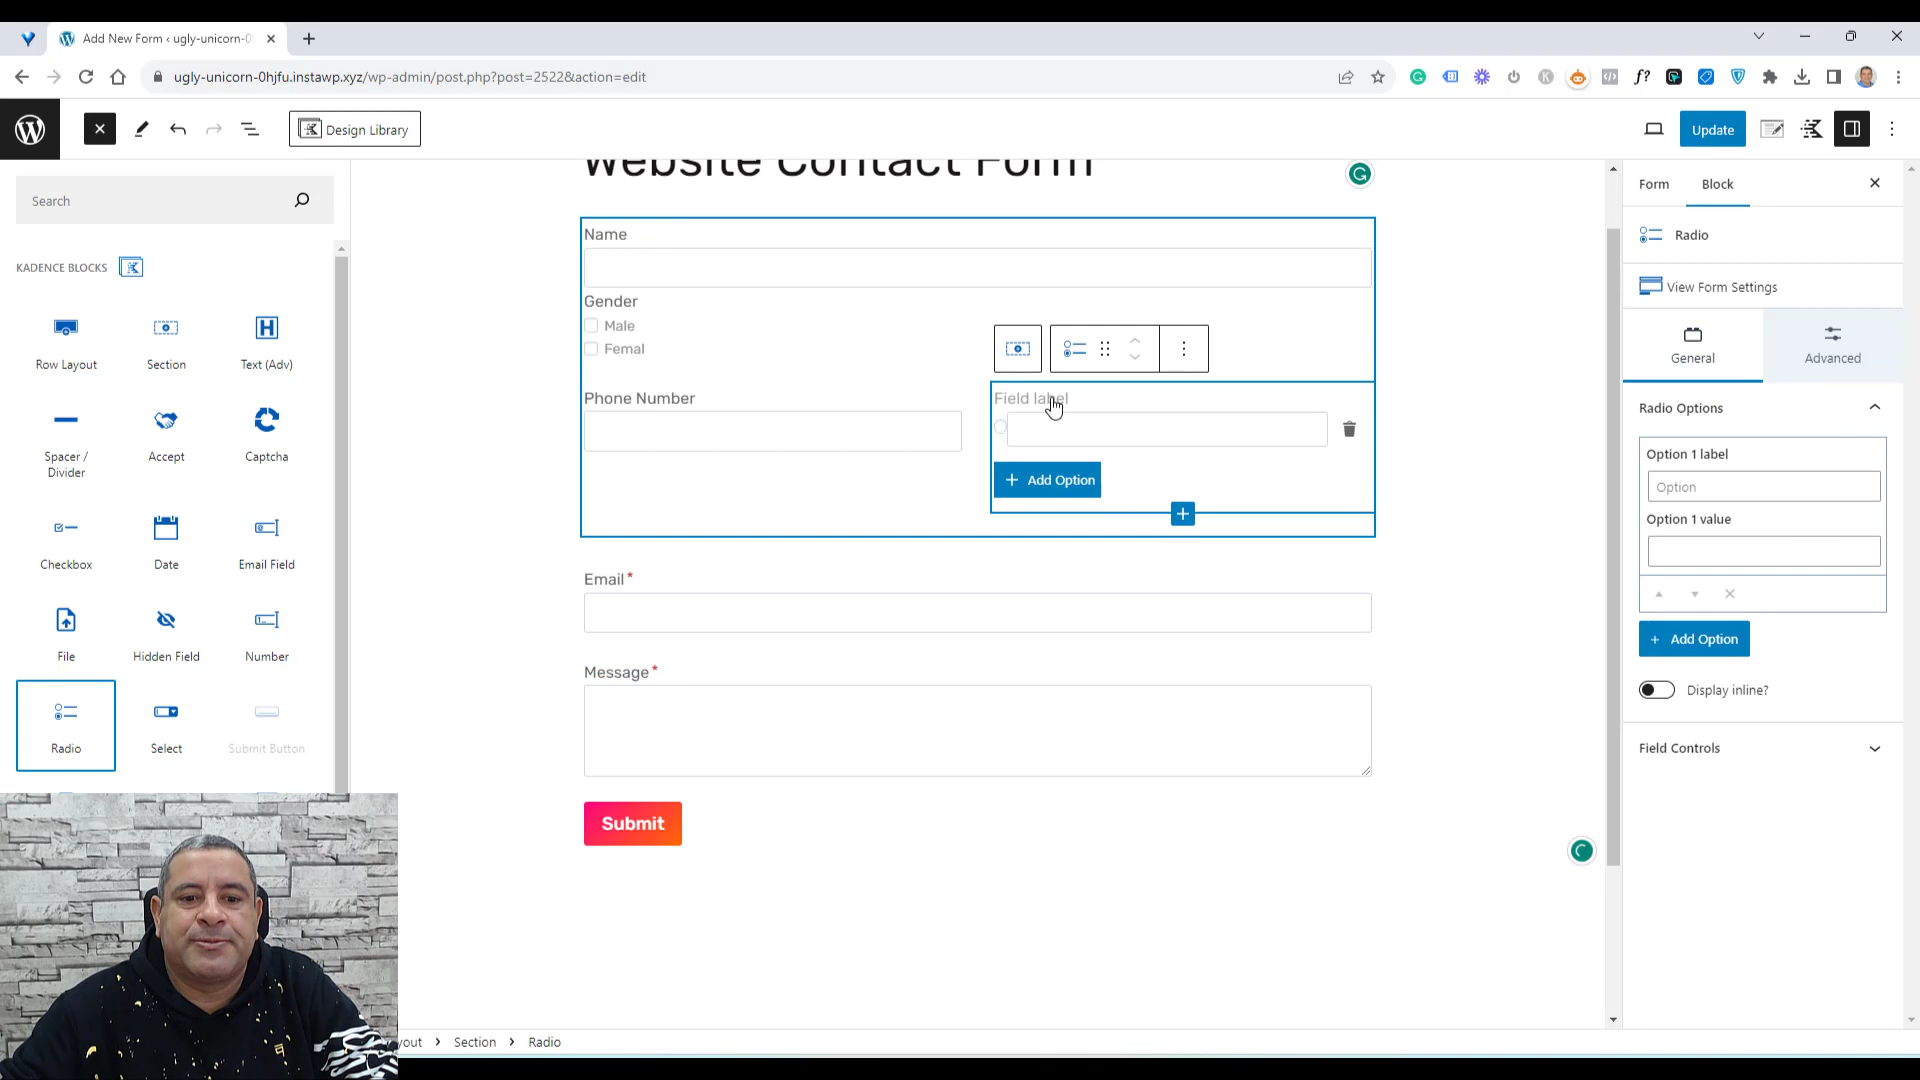 Add New Form ‹ ugly-unicorn-0
ugly-unicorn-0hjfu.instawp.xyz/wp-admin/post.php?post=2522&action=edit
Design Library
Update
Search
KADENCE BLOCKS
Row Layout
Section
Text (Adv)
Spacer /
Divider
Accept
Captcha
Checkbox
Date
Email Field
File
Hidden Field
Number
Radio
Select
Submit Button
Website Contact Form
Name
Gender
Male
Femal
Phone Number
Field label
+ Add Option
Email *
Message *
Submit
Form
Block
Radio
View Form Settings
General
Advanced
Radio Options
Option 1 label
Option
Option 1 value
+ Add Option
Display inline?
Field Controls
yout › Section › Radio